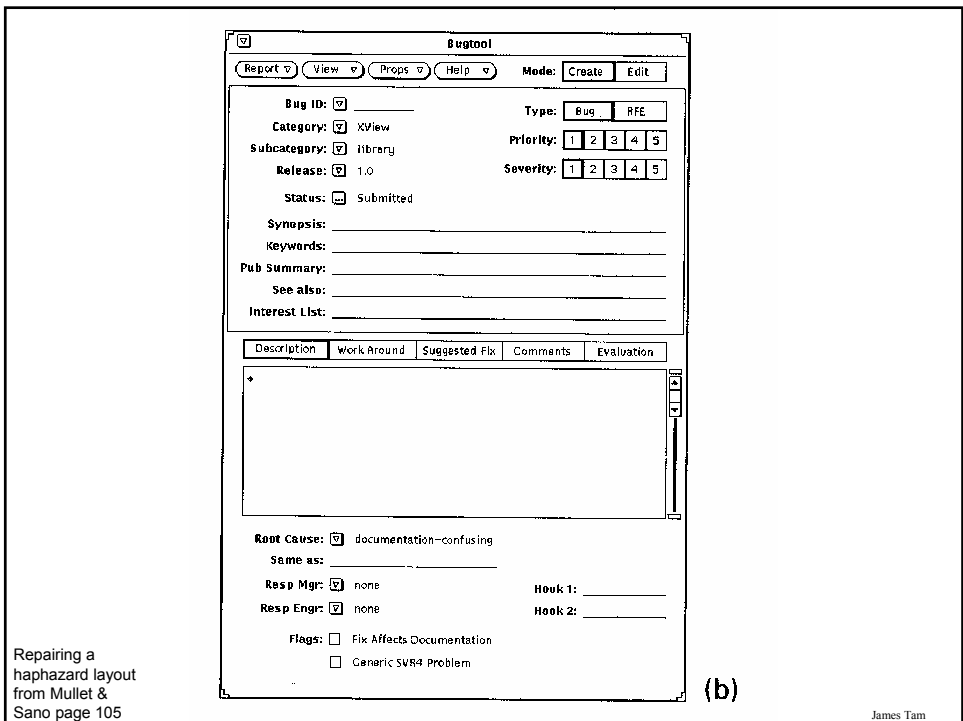 Bugtool
Report View Props Help Mode: Create Edit
Bug ID: Type: Bug RFE
Category: XView
Priority: 1 2 3 4 5
Subcategory: library
Release: 1.0 Severity: 1 2 3 4 5
Status: ... Submitted
Synopsis:
Keywords:
Pub Summary:
See also:
Interest List:
Description Work Around Suggested Fix Comments Evaluation
Root Cause: documentation-confusing
Same as:
Resp Mgr: none Hook 1:
Resp Engr: none Hook 2:
Flags: Fix Affects Documentation
Generic SVR4 Problem
(b)
Repairing a
haphazard layout
from Mullet &
Sano page 105
James Tam